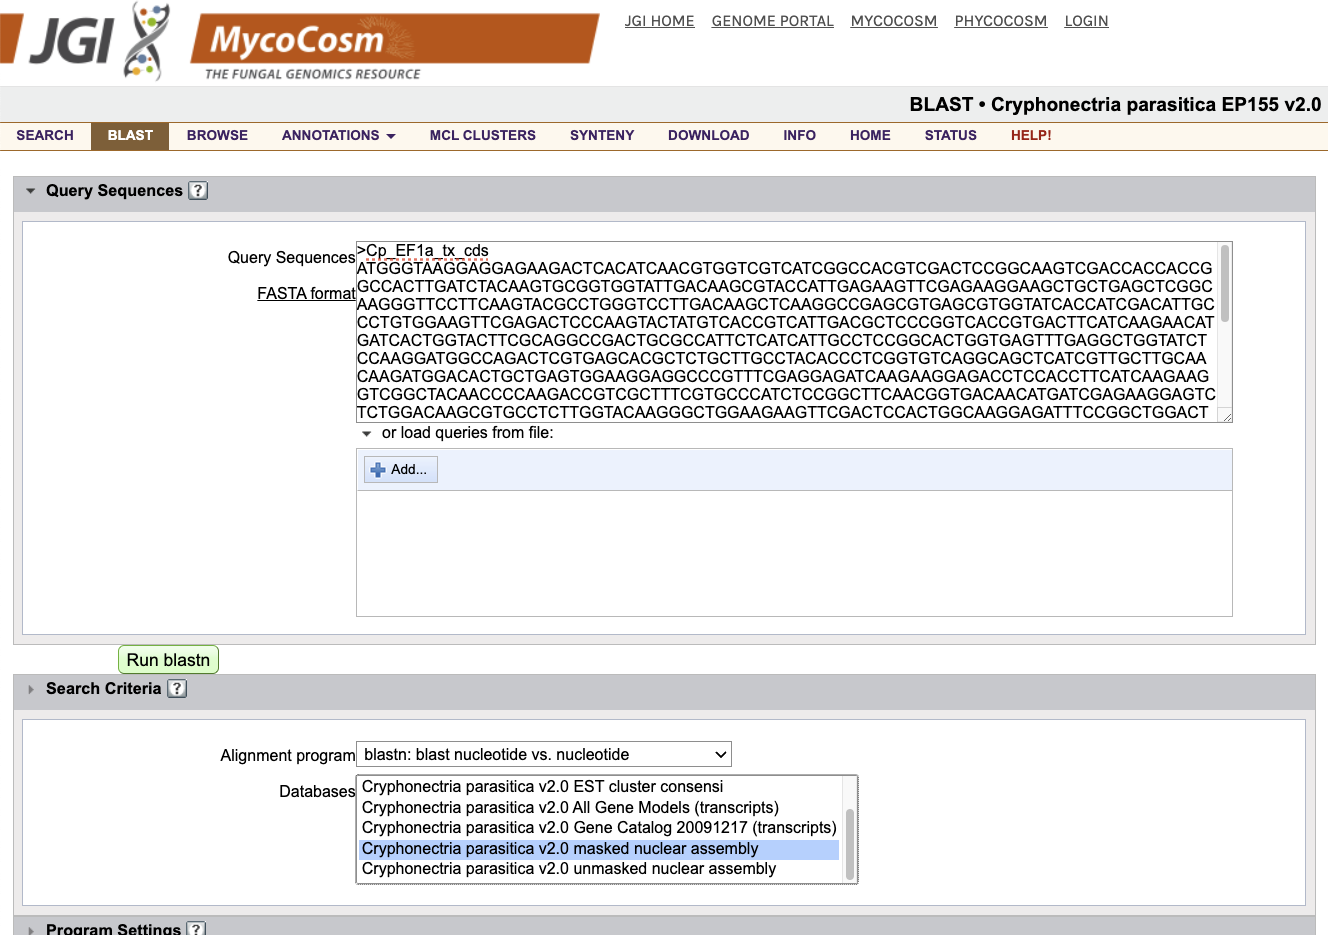 JGI MycoCosm
THE FUNGAL GENOMICS RESOURCE
JGI HOME GENOME PORTAL MYCOCOSM PHYCOCOSM LOGIN
BLAST • Cryphonectria parasitica EP155 v2.0
SEARCH BLAST BROWSE ANNOTATIONS MCL CLUSTERS SYNTENY DOWNLOAD INFO HOME STATUS HELP!
Query Sequences ?
Query Sequences
FASTA format
>Cp_EF1a_tx_cds
ATGGGTAAGGAGGAGAAGACTCACATCAACGTGGTCGTCATCGGCCACGTCGACTCCGGCAAGTCGACCACCACCG
GCCACTTGATCTACAAGTGCGGTGGTATTGACAAGCGTACCATTGAGAAGTTCGAGAAGGAAGCTGCTGAGCTCGGC
AAGGGTTCCTTCAAGTACGCCTGGGTCCTTGACAAGCTCAAGGCCGAGCGTGAGCGTGGTATCACCATCGACATTGC
CCTGTGGAAGTTCGAGACTCCCAAGTACTATGTCACCGTCATTGACGCTCCCGGTCACCGTGACTTCATCAAGAACAT
GATCACTGGTACTTCGCAGGCCGACTGCGCCATTCTCATCATTGCCTCCGGCACTGGTGAGTTTGAGGCTGGTATCT
CCAAGGATGGCCAGACTCGTGAGCACGCTCTGCTTGCCTACACCCTCGGTGTCAGGCAGCTCATCGTTGCTTGCAA
CAAGATGGACACTGCTGAGTGGAAGGAGGCCCGTTTCGAGGAGATCAAGAAGGAGACCTCCACCTTCATCAAGAAG
GTCGGCTACAACCCCAAGACCGTCGCTTTCGTGCCCATCTCCGGCTTCAACGGTGACAACATGATCGAGAAGGAGTC
TCTGGACAAGCGTGCCTCTTGGTACAAGGGCTGGAAGAAGTTCGACTCCACTGGCAAGGAGATTTCCGGCTGGACT
or load queries from file:
Add...
Run blastn
Search Criteria ?
Alignment program blastn: blast nucleotide vs. nucleotide
Databases
Cryphonectria parasitica v2.0 EST cluster consensi
Cryphonectria parasitica v2.0 All Gene Models (transcripts)
Cryphonectria parasitica v2.0 Gene Catalog 20091217 (transcripts)
Cryphonectria parasitica v2.0 masked nuclear assembly
Cryphonectria parasitica v2.0 unmasked nuclear assembly
Program Settings ?